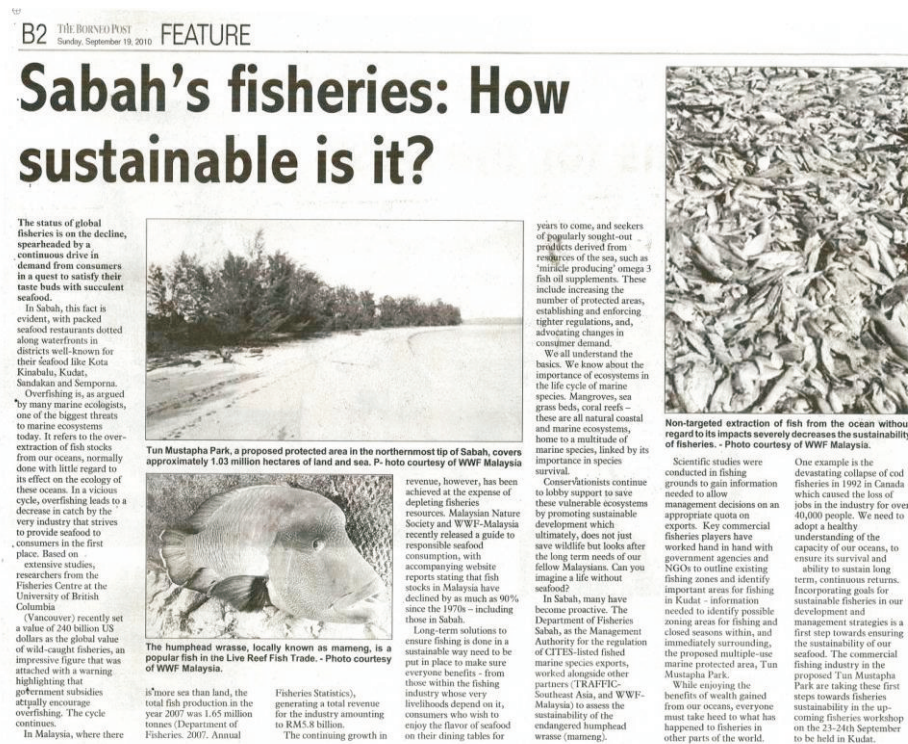 B2 THE BORNEO POST FEATURE
Sunday, September 19, 2010
Sabah's fisheries: How
sustainable is it?
The status of global
fisheries is on the decline,
spearheaded by a
continuous drive in
demand from consumers
in a quest to satisfy their
taste buds with succulent
seafood.
In Sabah, this fact is
evident, with packed
seafood restaurants dotted
along waterfronts in
districts well-known for
their seafood like Kota
Kinabalu, Kudat,
Sandakan and Semporna.
Overfishing is, as argued
by many marine ecologists,
one of the biggest threats
to marine ecosystems
today. It refers to the over-
extraction of fish stocks
from our oceans, normally
done with little regard to
its effect on the ecology of
these oceans. In a vicious
cycle, overfishing leads to a
decrease in catch by the
very industry that strives
to provide seafood to
consumers in the first
place. Based on
extensive studies,
researchers from the
Fisheries Centre at the
University of British
Columbia
(Vancouver) recently set
a value of 240 billion US
dollars as the global value
of wild-caught fisheries, an
impressive figure that was
attached with a warning
highlighting that
government subsidies
actually encourage
overfishing. The cycle
continues.
In Malaysia, where there
Tun Mustapha Park, a proposed protected area in the northernmost tip of Sabah, covers
approximately 1.03 million hectares of land and sea. P- hoto courtesy of WWF Malaysia
The humphead wrasse, locally known as mameng, is a
popular fish in the Live Reef Fish Trade. - Photo courtesy
of WWF Malaysia.
is more sea than land, the
total fish production in the
year 2007 was 1.65 million
tonnes (Department of
Fisheries. 2007. Annual
Fisheries Statistics),
generating a total revenue
for the industry amounting
to RM5.8 billion.
The continuing growth in
revenue, however, has been
achieved at the expense of
depleting fisheries
resources. Malaysian Nature
Society and WWF-Malaysia
recently released a guide to
responsible seafood
consumption, with
accompanying website
reports stating that fish
stocks in Malaysia have
declined by as much as 90%
since the 1970s – including
those in Sabah.
Long-term solutions to
ensure fishing is done in a
sustainable way need to be
put in place to make sure
everyone benefits – from
those within the fishing
industry whose very
livelihoods depend on it,
consumers who wish to
enjoy the flavor of seafood
on their dining tables for
years to come, and seekers
of popularly sought-out
products derived from
resources of the sea, such as
'miracle producing' omega 3
fish oil supplements. These
include increasing the
number of protected areas,
establishing and enforcing
tighter regulations, and,
advocating changes in
consumer demand.
We all understand the
basics. We know about the
importance of ecosystems in
the life cycle of marine
species. Mangroves, sea
grass beds, coral reefs –
these are all natural coastal
and marine ecosystems,
home to a multitude of
marine species, linked by its
importance in species
survival.
Conservationists continue
to lobby support to save
these vulnerable ecosystems
by promoting sustainable
development which
ultimately, does not just
save wildlife but looks after
the long term needs of our
fellow Malaysians. Can you
imagine a life without
seafood?
In Sabah, many have
become proactive. The
Department of Fisheries
Sabah, as the Management
Authority for the regulation
of CITES-listed fished
marine species exports,
worked alongside other
partners (TRAFFIC-
Southeast Asia, and WWF-
Malaysia) to assess the
sustainability of the
endangered humphead
wrasse (mameng).
Non-targeted extraction of fish from the ocean withou
regard to its impacts severely decreases the sustainability
of fisheries. - Photo courtesy of WWF Malaysia.
Scientific studies were
conducted in fishing
grounds to gain information
needed to allow
management decisions on an
appropriate quota on
exports. Key commercial
fisheries players have
worked hand in hand with
government agencies and
NGOs to outline existing
fishing zones and identify
important areas for fishing
in Kudat – information
needed to identify possible
zoning areas for fishing and
closed seasons within, and
immediately surrounding,
the proposed multiple-use
marine protected area, Tun
Mustapha Park.
While enjoying the
benefits of wealth gained
from our oceans, everyone
must take heed to what has
happened to fisheries in
other parts of the world.
One example is the
devastating collapse of cod
fisheries in 1992 in Canada
which caused the loss of
jobs in the industry for over
40,000 people. We need to
adopt a healthy
understanding of the
capacity of our oceans, to
ensure its survival and
ability to sustain long
term, continuous returns.
Incorporating goals for
sustainable fisheries in our
development and
management strategies is a
first step towards ensuring
the sustainability of our
seafood. The commercial
fishing industry in the
proposed Tun Mustapha
Park are taking these first
steps towards fisheries
sustainability in the up-
coming fisheries workshop
on the 23-24th September
to be held in Kudat.